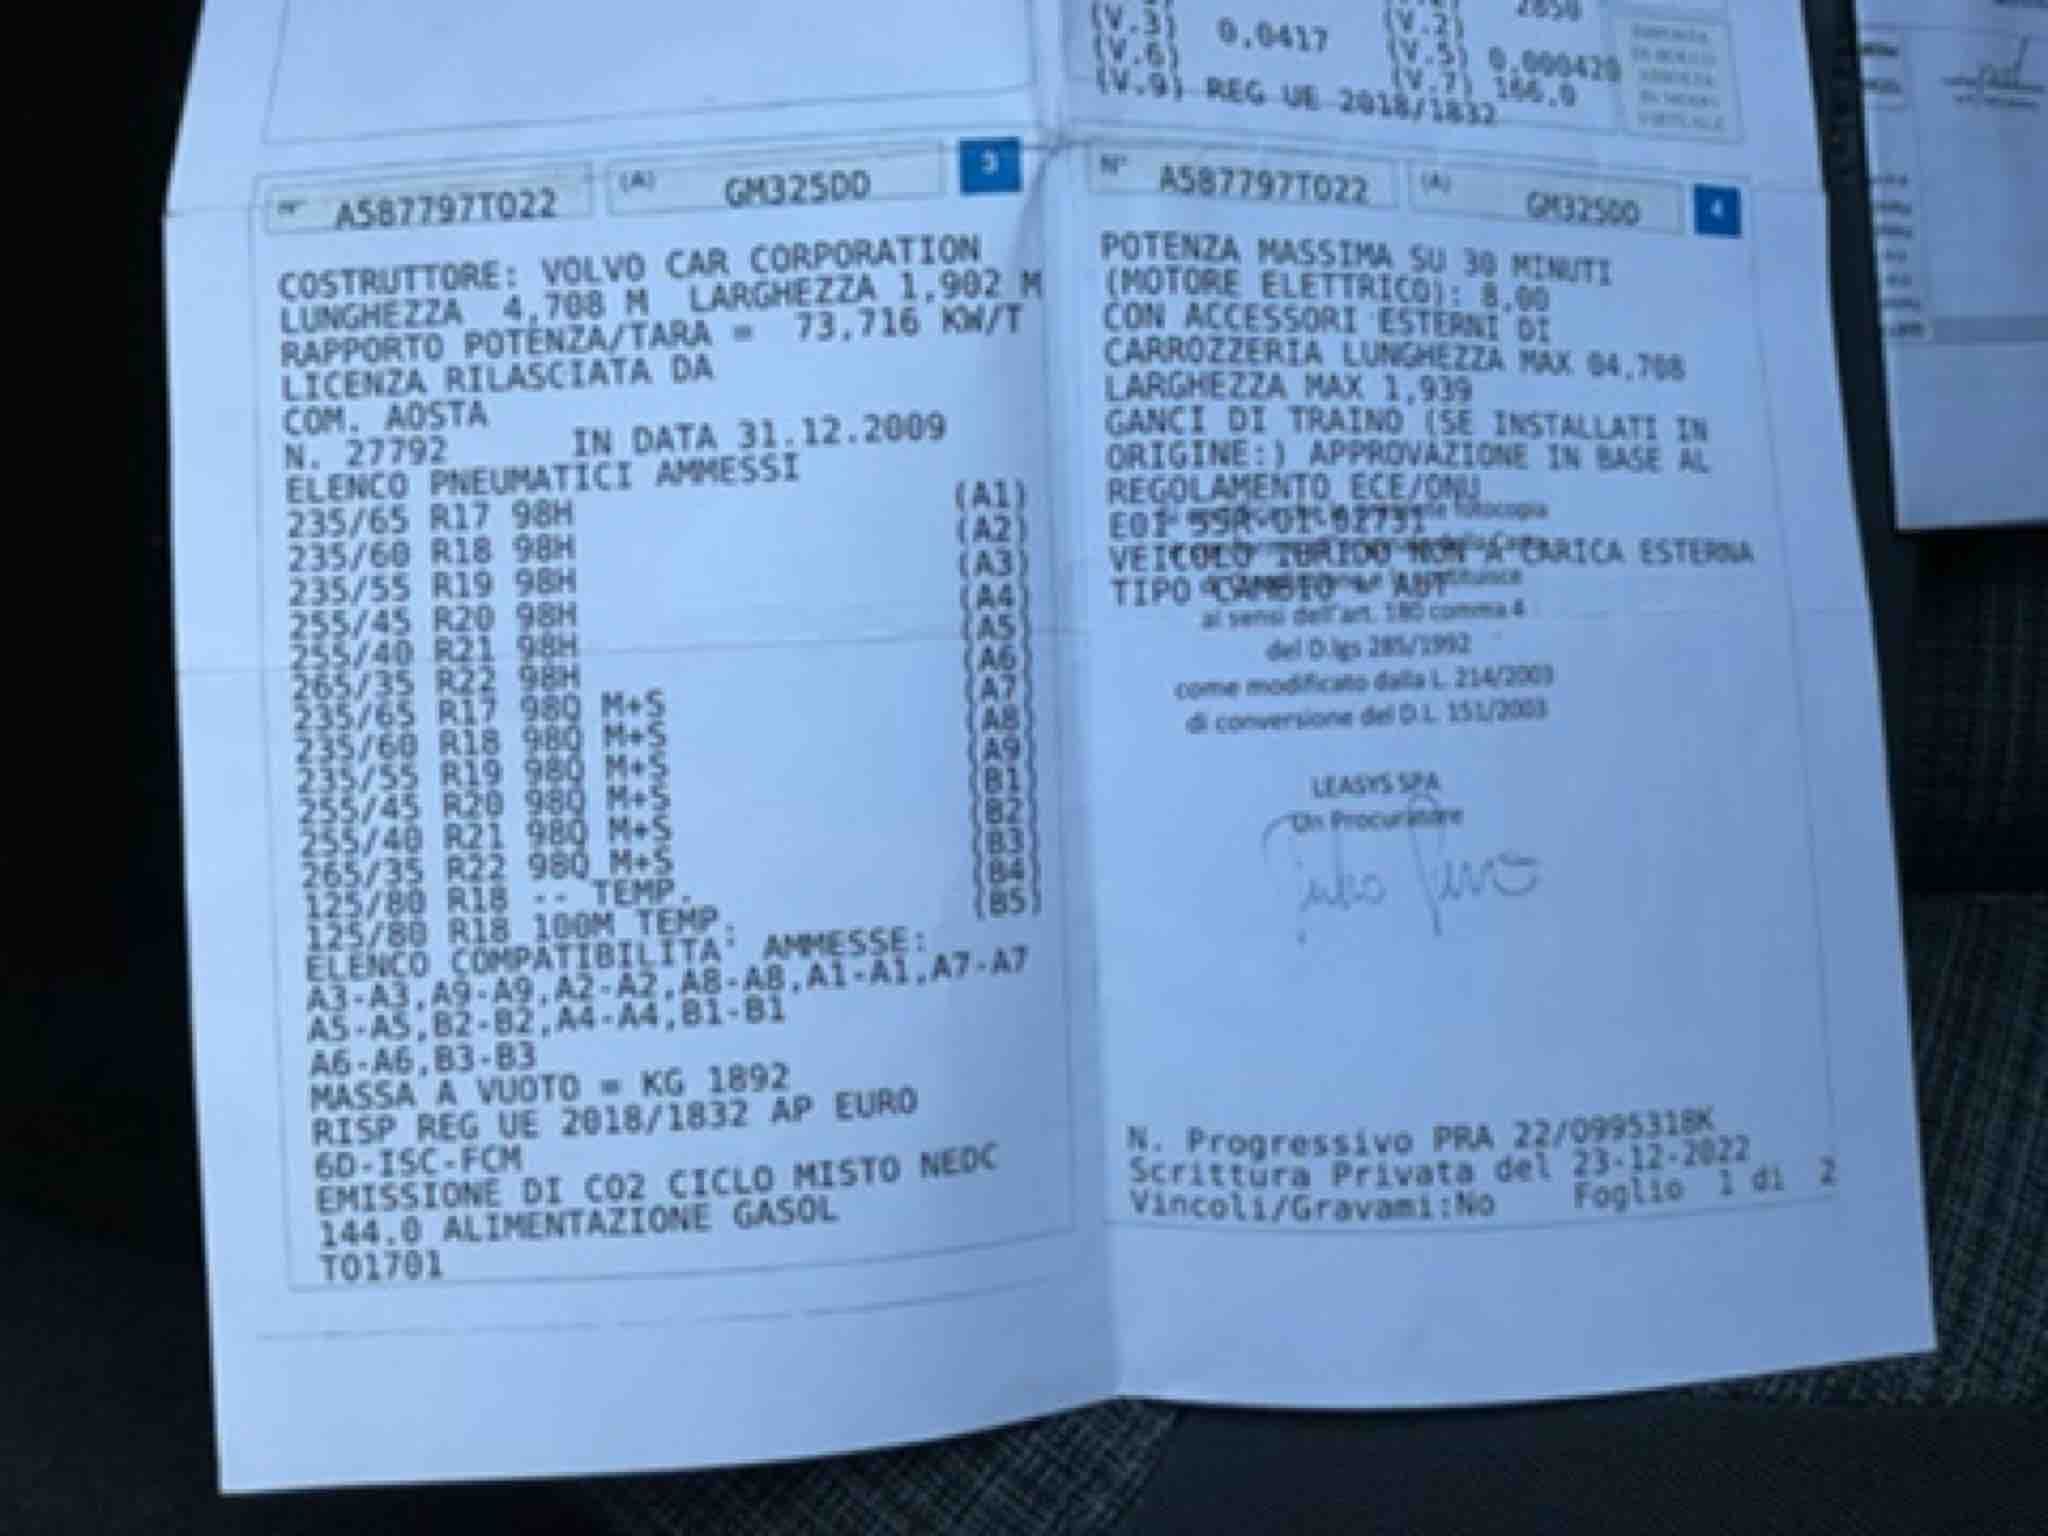 (V.3) 0,0417 (V.2) 2850
(V.6) (V.5) 0,000420
(V.9) REG UE 2018/1832 (V.7) 166,0
IMPOSTA
DI BOLLO
ASSOLTA
IN MODO
VIRTUALE
N° A587797TO22 (A) GM325DD 3
COSTRUTTORE: VOLVO CAR CORPORATION
LUNGHEZZA 4,708 M LARGHEZZA 1,902 M
RAPPORTO POTENZA/TARA = 73,716 KW/T
LICENZA RILASCIATA DA
COM. AOSTA
N. 27792 IN DATA 31.12.2009
ELENCO PNEUMATICI AMMESSI
235/65 R17 98H (A1)
235/60 R18 98H (A2)
235/55 R19 98H (A3)
255/45 R20 98H (A4)
255/40 R21 98H (A5)
265/35 R22 98H (A6)
235/65 R17 98Q M+S (A7)
235/60 R18 98Q M+S (A8)
235/55 R19 98Q M+S (A9)
255/45 R20 98Q M+S (B1)
255/40 R21 98Q M+S (B2)
265/35 R22 98Q M+S (B3)
125/80 R18 -- TEMP. (B4)
125/80 R18 100M TEMP. (B5)
ELENCO COMPATIBILITA' AMMESSE:
A3-A3,A9-A9,A2-A2,A8-A8,A1-A1,A7-A7
A5-A5,B2-B2,A4-A4,B1-B1
A6-A6,B3-B3
MASSA A VUOTO = KG 1892
RISP REG UE 2018/1832 AP EURO
6D-ISC-FCM
EMISSIONE DI CO2 CICLO MISTO NEDC
144.0 ALIMENTAZIONE GASOL
TO1701
N° A587797TO22 (A) GM325DD 4
POTENZA MASSIMA SU 30 MINUTI
(MOTORE ELETTRICO): 8,00
CON ACCESSORI ESTERNI DI
CARROZZERIA LUNGHEZZA MAX 04,708
LARGHEZZA MAX 1,939
GANCI DI TRAINO (SE INSTALLATI IN
ORIGINE:) APPROVAZIONE IN BASE AL
REGOLAMENTO ECE/ONU
fotocopia
E01 55R-01-02731
VEICOLO IBRIDO NON A CARICA ESTERNA
TIPO CAMBIO = AUT
ai sensi dell'art. 180 comma 4
del D.lgs 285/1992
come modificato dalla L. 214/2003
di conversione del D.L. 151/2003
LEASYS SPA
Un Procuratore
N. Progressivo PRA 22/0995318K
Scrittura Privata del 23-12-2022
Vincoli/Gravami:No Foglio 1 di 2